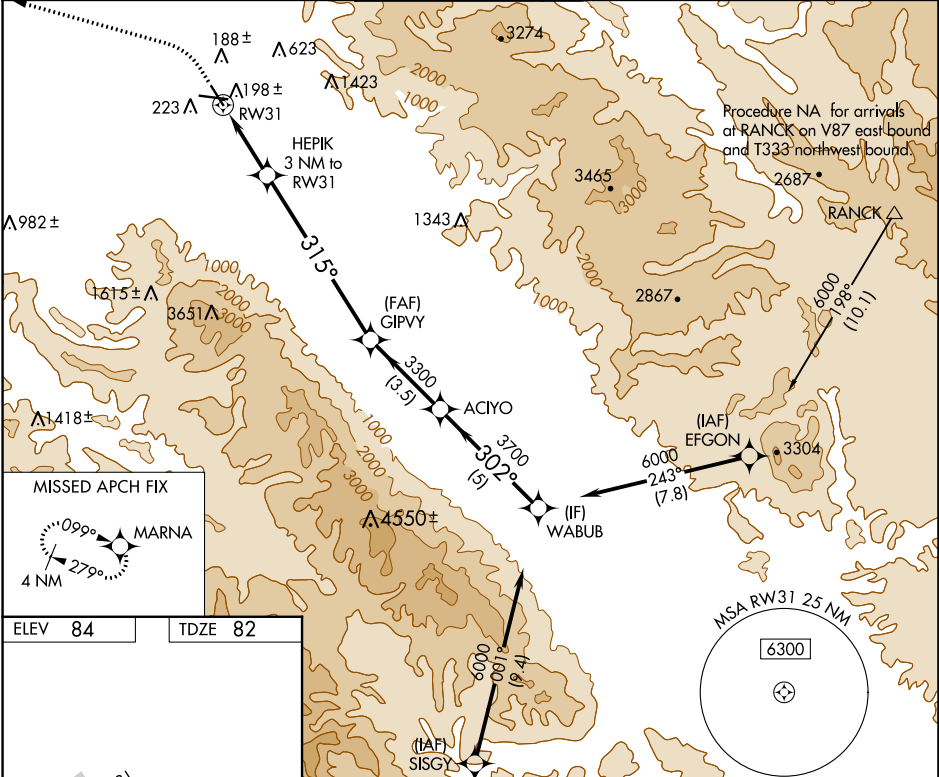 3274
188±
623
2000
1423
1000
198±
223
RW31
Procedure NA for arrivals
at RANCK on V87 east bound
and T333 northwest bound.
HEPIK
3 NM to
RW31
3465
3000
2687
RANCK
982±
1343
315°
1000
2000
1615±
3651
3000
2000
2867
1000
6000
198°
(10.1)
(FAF)
GIPVY
3300
(3.5)
ACIYO
1418±
1000
2000
3000
(IAF)
EFGON
3304
3700
302°
(5)
6000
243°
(7.8)
MISSED APCH FIX
099°
MARNA
279°
4 NM
4550±
(IF)
WABUB
MSA RW31 25 NM
6300
ELEV 84
TDZE 82
6000
001°
(9.4)
(IAF)
SISGY